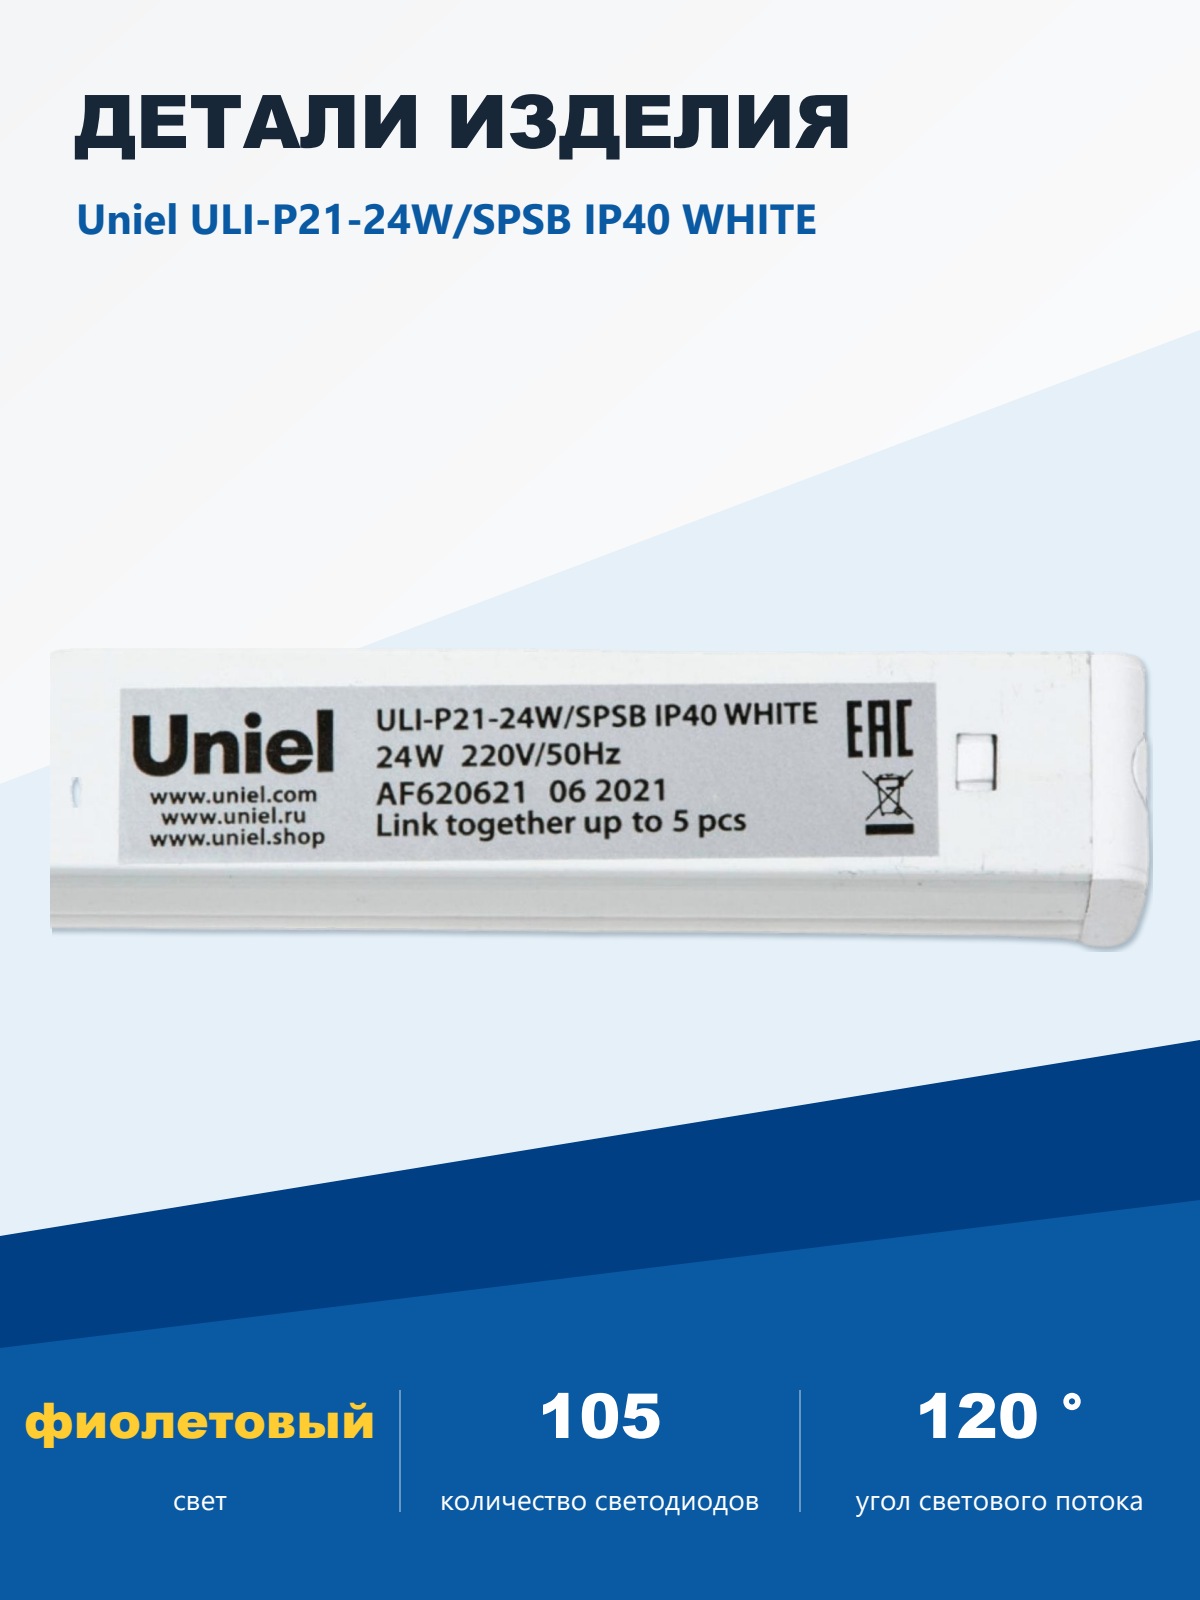 ДЕТАЛИ ИЗДЕЛИЯ
Uniel ULI-P21-24W/SPSB IP40 WHITE
Uniel
www.uniel.com
www.uniel.ru
www.uniel.shop
ULI-P21-24W/SPSB IP40 WHITE
24W 220V/50Hz
AF620621 06 2021
Link together up to 5 pcs
EAC
фиолетовый
свет
105
количество светодиодов
120 °
угол светового потока